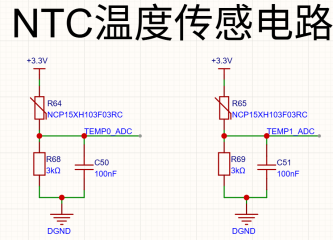 NTC温度传感电路
+3.3V
+3.3V
R64
NCP15XH103F03RC
R65
NCP15XH103F03RC
TEMP0_ADC
TEMP1_ADC
R68
3kΩ
C50
100nF
R69
3kΩ
C51
100nF
DGND
DGND